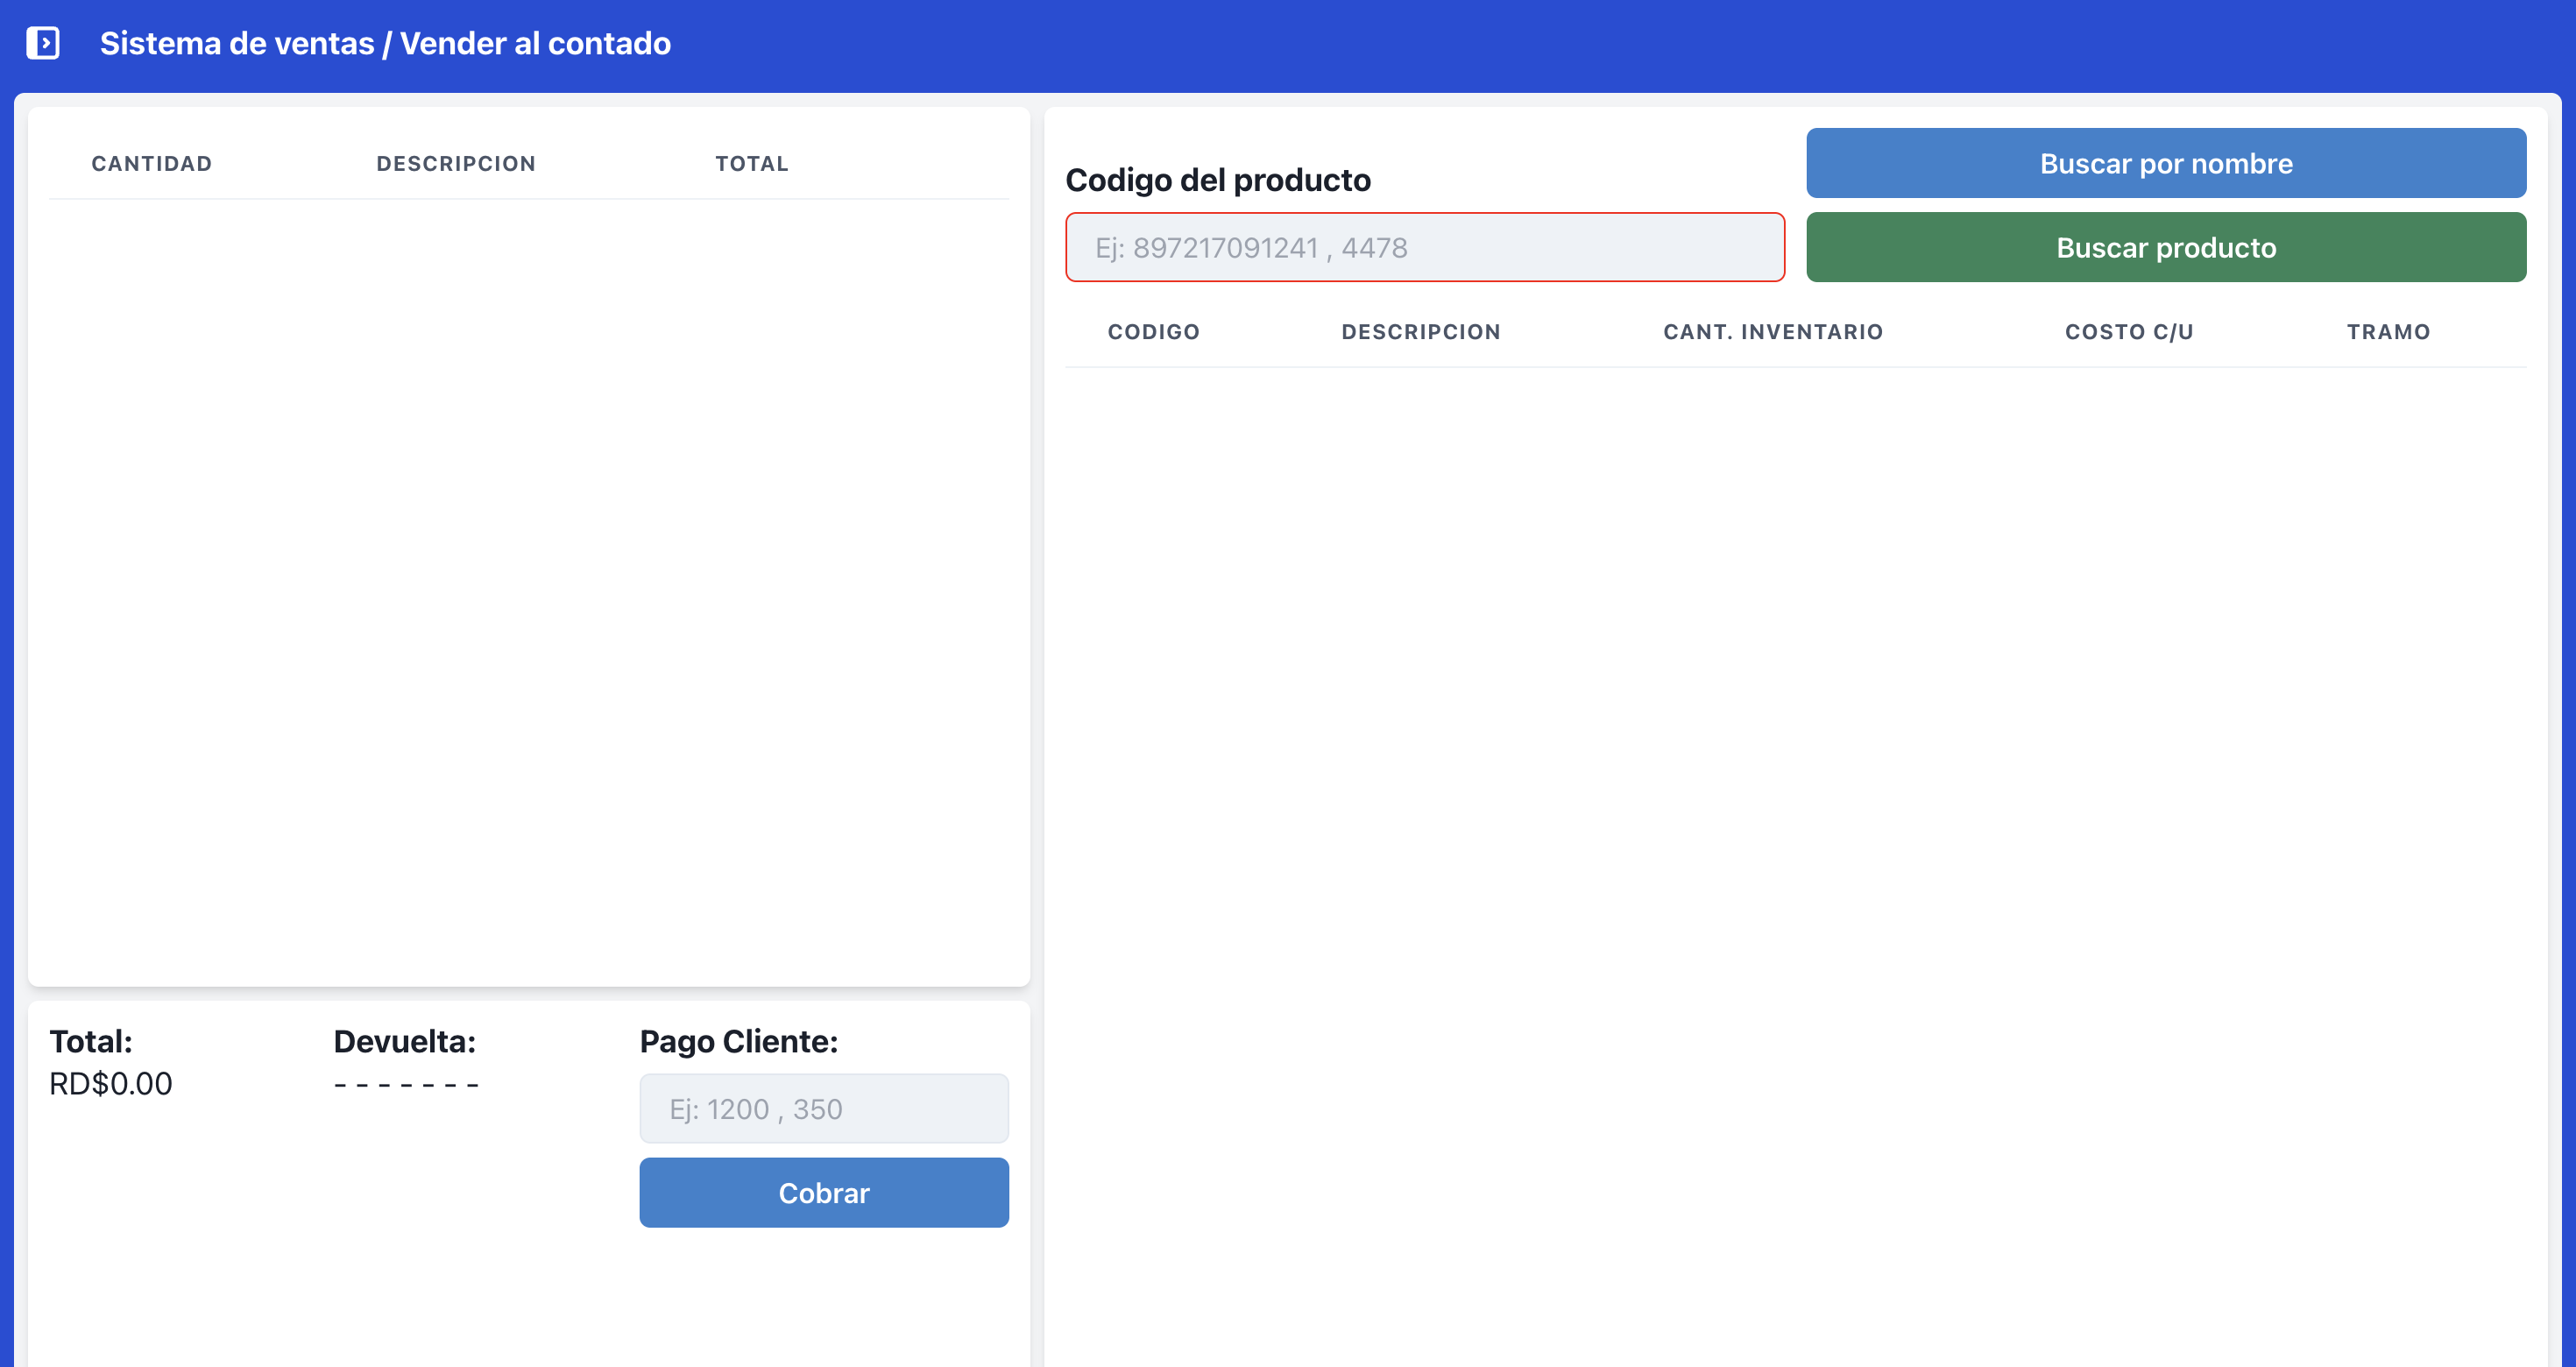 Sistema de ventas / Vender al contado
CANTIDAD DESCRIPCION TOTAL
Total:
RD$0.00
Devuelta:
- - - - - - -
Pago Cliente:
Ej: 1200 , 350
Cobrar
Codigo del producto
Ej: 897217091241 , 4478
Buscar por nombre
Buscar producto
CODIGO DESCRIPCION CANT. INVENTARIO COSTO C/U TRAMO